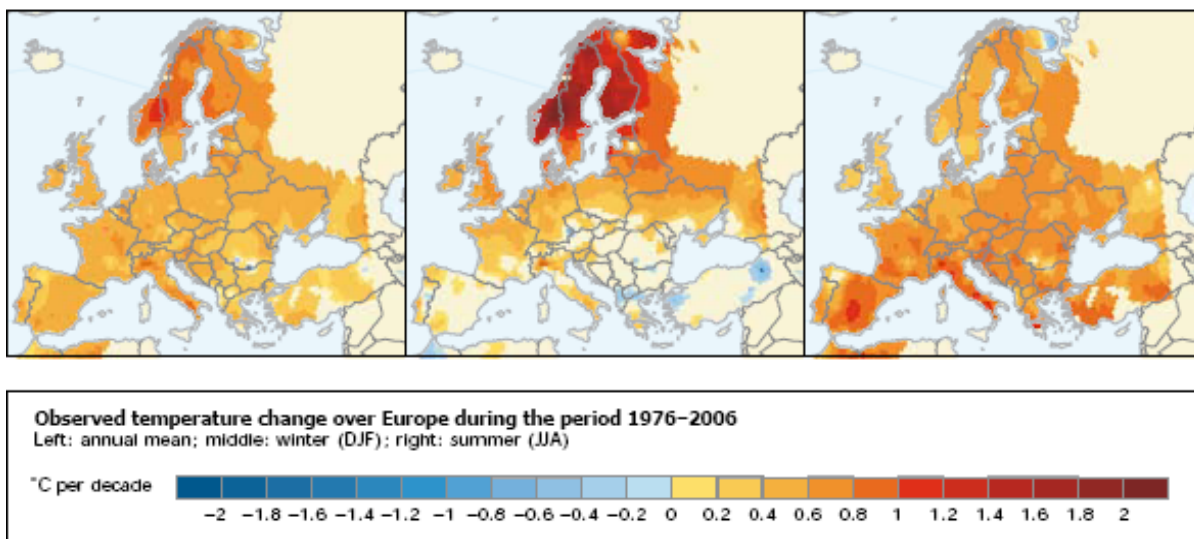 Observed temperature change over Europe during the period 1976–2006
Left: annual mean; middle: winter (DJF); right: summer (JJA)
°C per decade
−2 −1.8 −1.6 −1.4 −1.2 −1 −0.8 −0.6 −0.4 −0.2 0 0.2 0.4 0.6 0.8 1 1.2 1.4 1.6 1.8 2